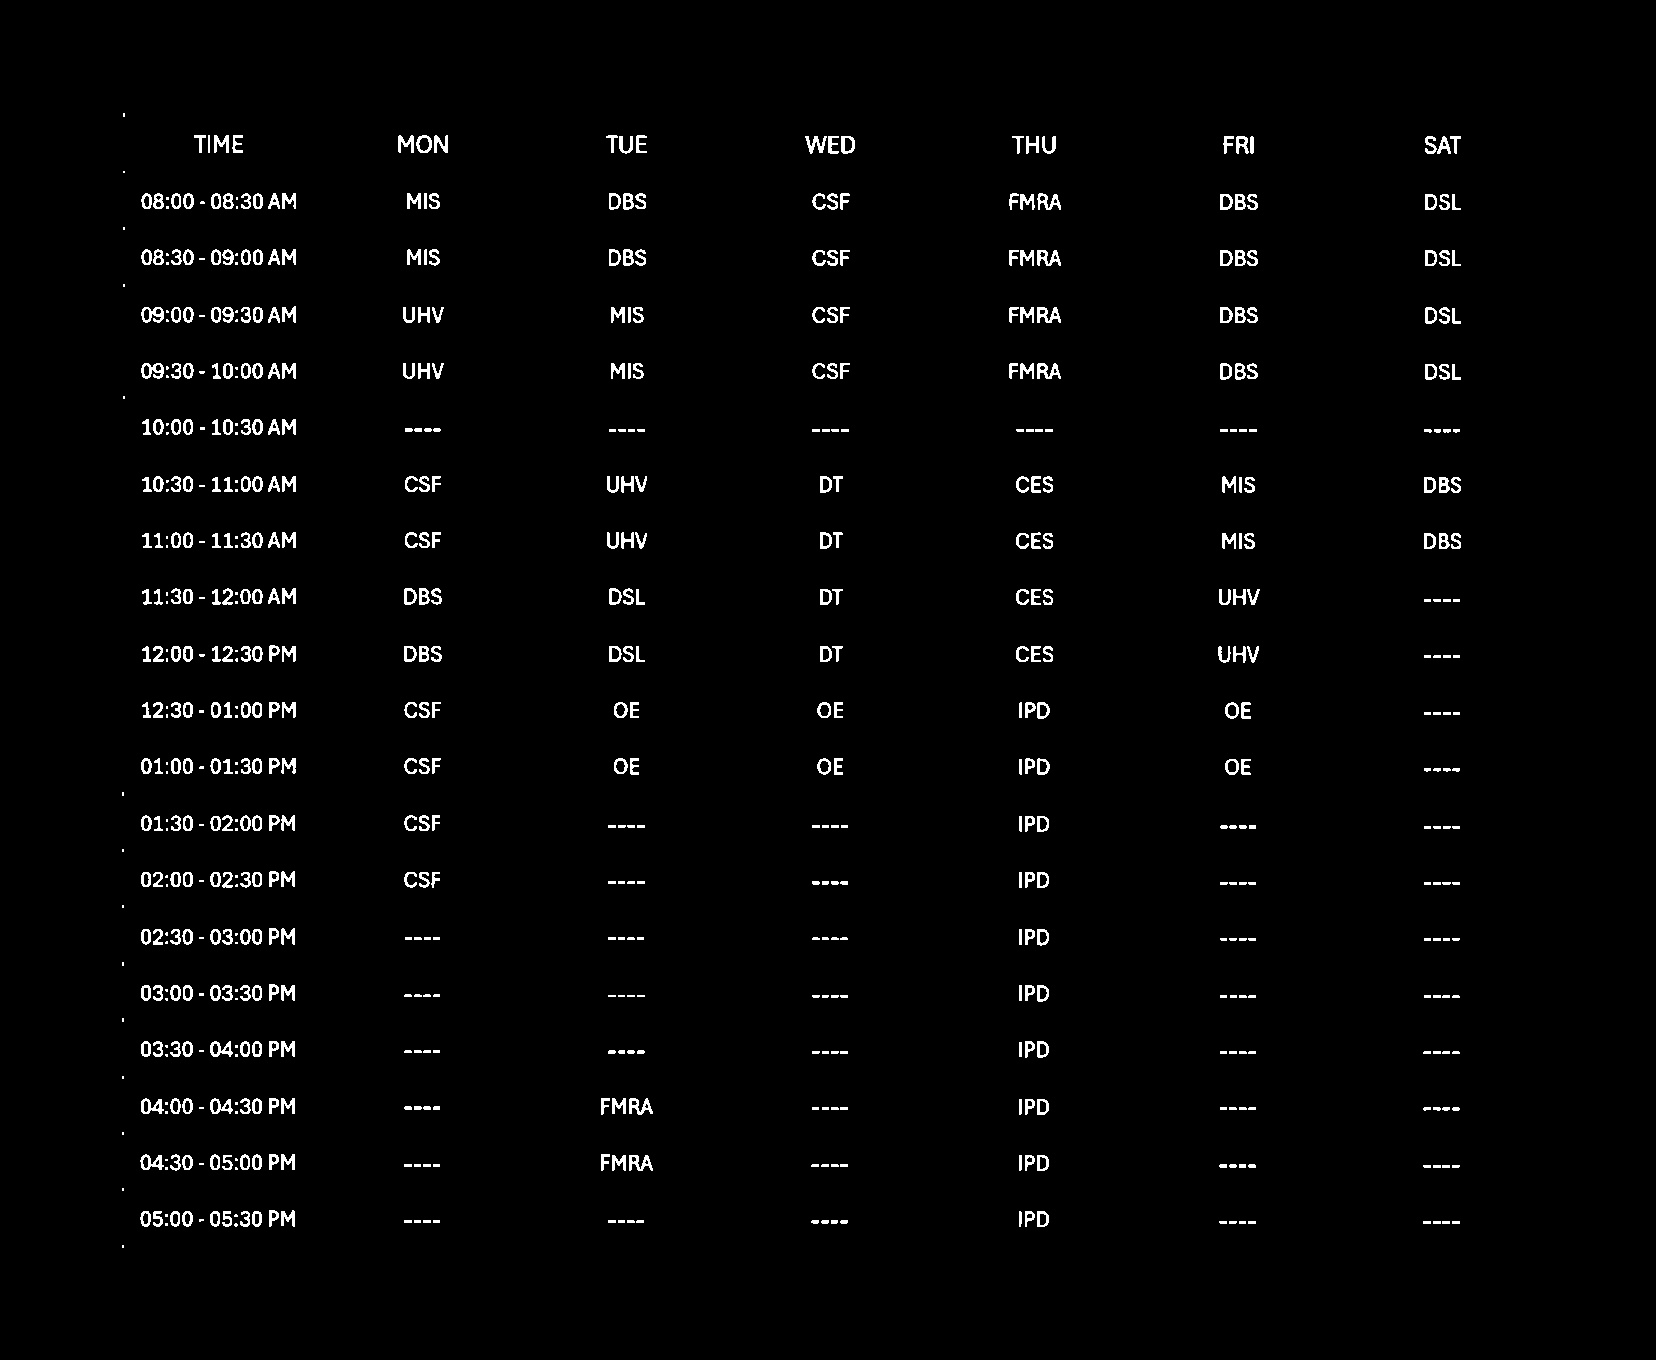 TIME MON TUE WED THU FRI SAT
08:00 - 08:30 AM MIS DBS CSF FMRA DBS DSL
08:30 - 09:00 AM MIS DBS CSF FMRA DBS DSL
09:00 - 09:30 AM UHV MIS CSF FMRA DBS DSL
09:30 - 10:00 AM UHV MIS CSF FMRA DBS DSL
10:00 - 10:30 AM ---- ---- ---- ---- ---- ----
10:30 - 11:00 AM CSF UHV DT CES MIS DBS
11:00 - 11:30 AM CSF UHV DT CES MIS DBS
11:30 - 12:00 AM DBS DSL DT CES UHV ----
12:00 - 12:30 PM DBS DSL DT CES UHV ----
12:30 - 01:00 PM CSF OE OE IPD OE ----
01:00 - 01:30 PM CSF OE OE IPD OE ----
01:30 - 02:00 PM CSF ---- ---- IPD ---- ----
02:00 - 02:30 PM CSF ---- ---- IPD ---- ----
02:30 - 03:00 PM ---- ---- ---- IPD ---- ----
03:00 - 03:30 PM ---- ---- ---- IPD ---- ----
03:30 - 04:00 PM ---- ---- ---- IPD ---- ----
04:00 - 04:30 PM ---- FMRA ---- IPD ---- ----
04:30 - 05:00 PM ---- FMRA ---- IPD ---- ----
05:00 - 05:30 PM ---- ---- ---- IPD ---- ----